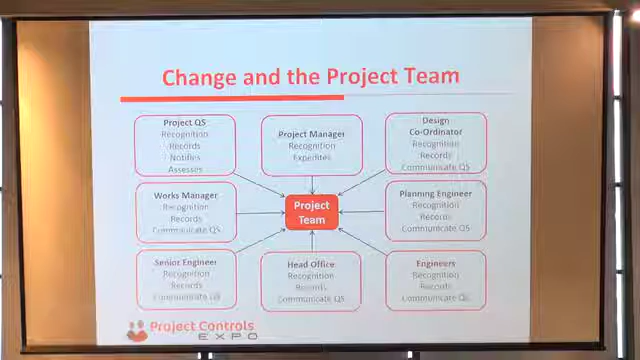 Change and the Project Team
Project QS
Recognition
Records
Notifies
Assesses
Project Manager
Recognition
Expedites
Design
Co-Ordinator
Recognition
Records
Communicate QS
Works Manager
Recognition
Records
Communicate QS
Project
Team
Planning Engineer
Recognition
Records
Communicate QS
Senior Engineer
Recognition
Records
Communicate QS
Head Office
Recognition
Records
Communicate QS
Engineers
Recognition
Records
Communicate QS
Project Controls
EXPO